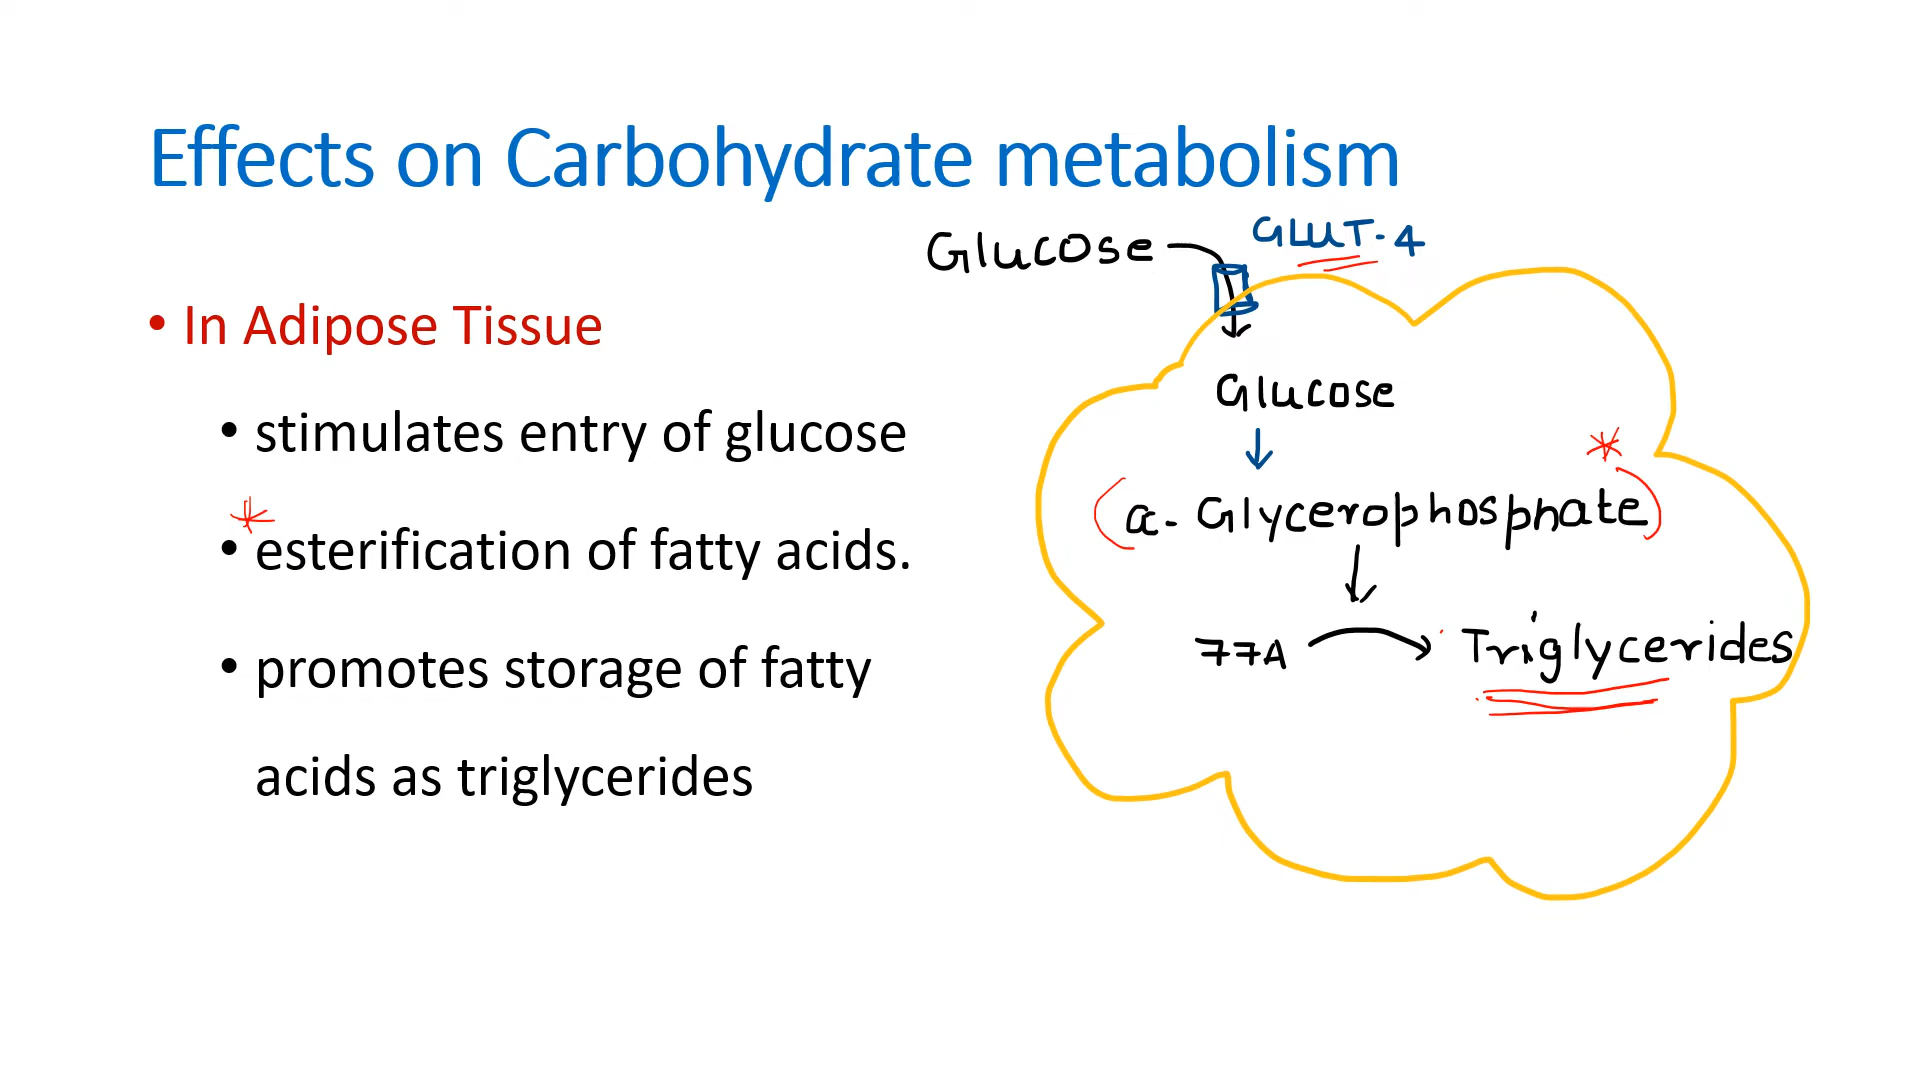 Effects on Carbohydrate metabolism
Glucose
GLUT-4
• In Adipose Tissue
• stimulates entry of glucose
• esterification of fatty acids.
• promotes storage of fatty
acids as triglycerides
Glucose
α- Glycerophosphate
77A
Triglycerides